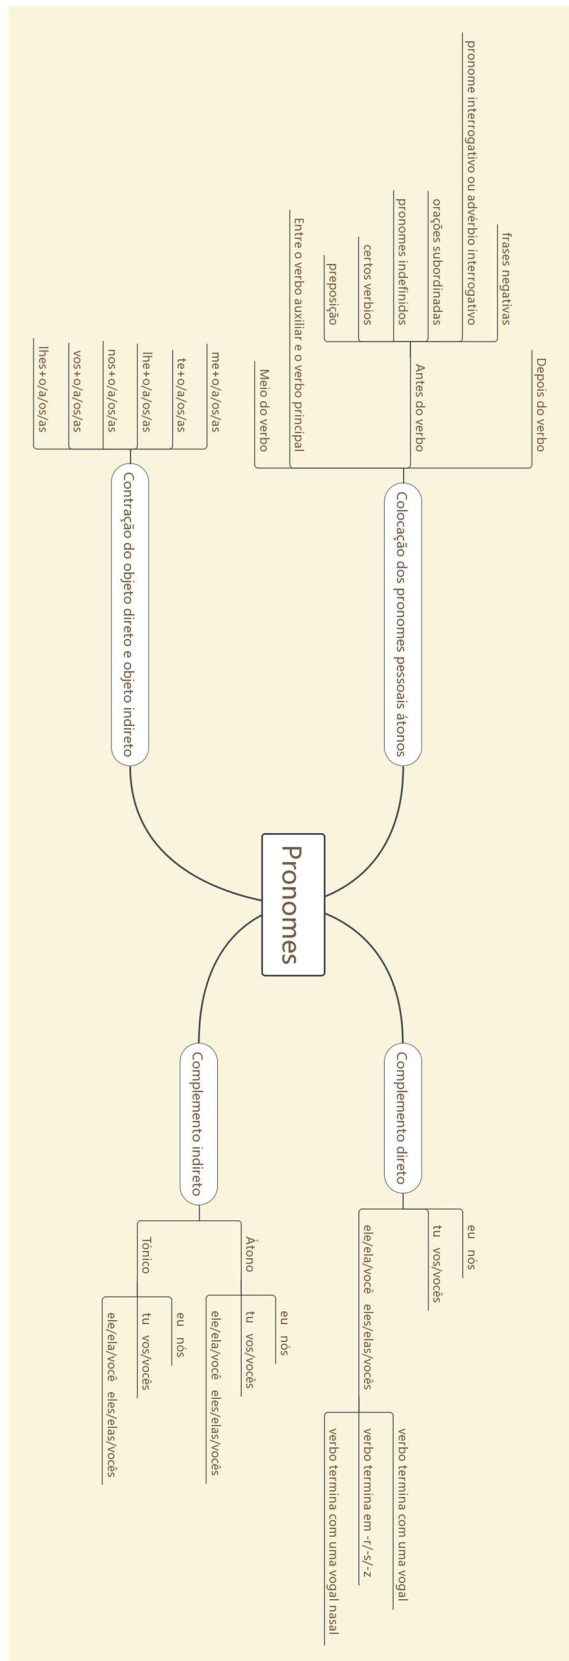 Pronomes
Colocação dos pronomes pessoais átonos
Depois do verbo
Antes do verbo
frases negativas
pronome interrogativo ou advérbio interrogativo
orações subordinadas
pronomes indefinidos
certos verbios
preposição
Entre o verbo auxiliar e o verbo principal
Meio do verbo
Contração do objeto direto e objeto indireto
me+o/a/os/as
te+o/a/os/as
lhe+o/a/os/as
nos+o/a/os/as
vos+o/a/os/as
lhes+o/a/os/as
Complemento direto
eu nós
tu vos/vocês
ele/ela/você eles/elas/vocês
verbo termina com uma vogal
verbo termina em -r/-s/-z
verbo termina com uma vogal nasal
Complemento indireto
Átono
eu nós
tu vos/vocês
ele/ela/você eles/elas/vocês
Tónico
eu nós
tu vos/vocês
ele/ela/você eles/elas/vocês